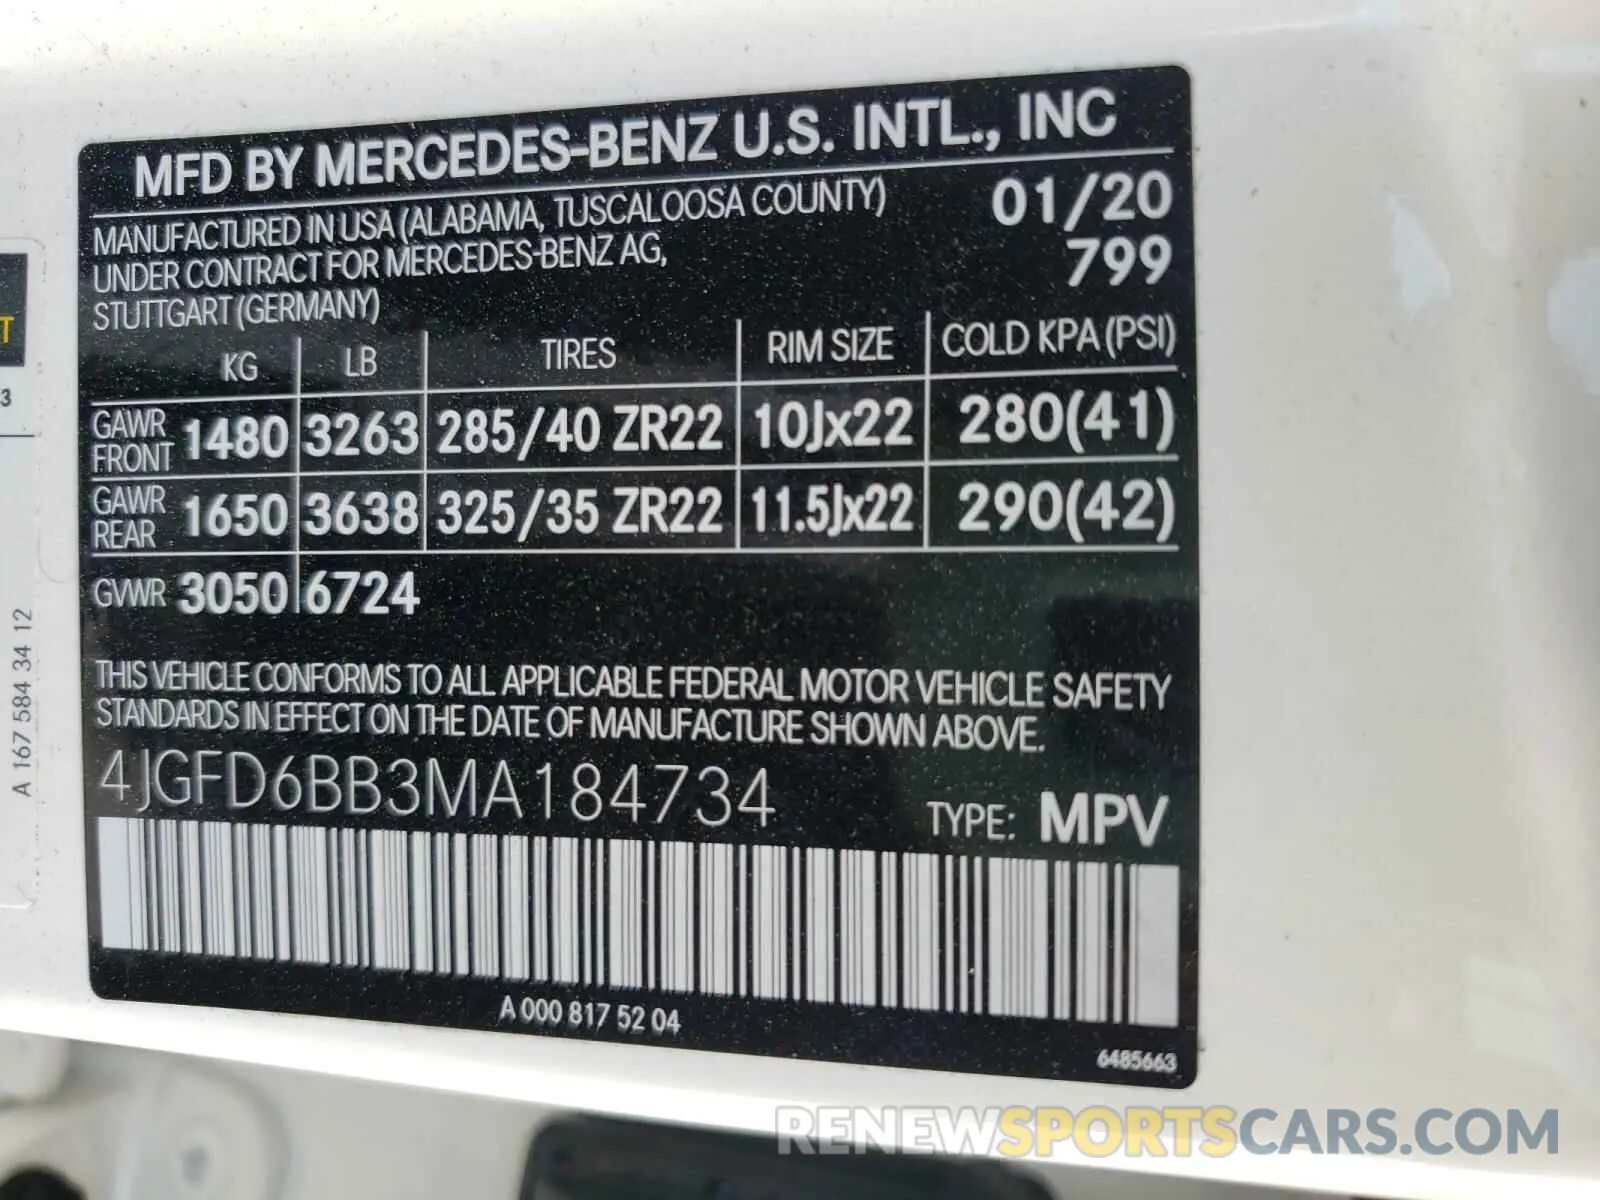 MFD BY MERCEDES-BENZ U.S. INTL., INC
MANUFACTURED IN USA (ALABAMA, TUSCALOOSA COUNTY) 01/20
UNDER CONTRACT FOR MERCEDES-BENZ AG, 799
STUTTGART (GERMANY)
KG LB TIRES RIM SIZE COLD KPA (PSI)
GAWR FRONT 1480 3263 285/40 ZR22 10Jx22 280(41)
GAWR REAR 1650 3638 325/35 ZR22 11.5Jx22 290(42)
GVWR 3050 6724
THIS VEHICLE CONFORMS TO ALL APPLICABLE FEDERAL MOTOR VEHICLE SAFETY
STANDARDS IN EFFECT ON THE DATE OF MANUFACTURE SHOWN ABOVE.
4JGFD6BB3MA184734 TYPE: MPV
A 000 817 52 04
6485663
A 167 584 34 12
T
3
RENEWSPORTSCARS.COM